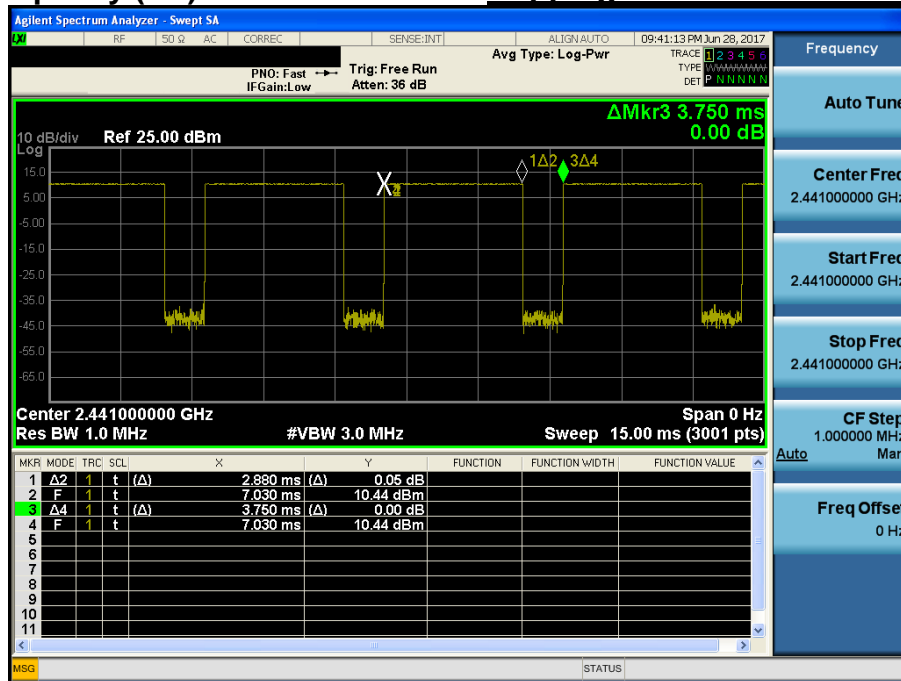 Agilent Spectrum Analyzer - Swept SA
LXI RF 50 Ω AC CORREC SENSE:INT ALIGN AUTO 09:41:13 PM Jun 28, 2017
Avg Type: Log-Pwr TRACE 1 2 3 4 5 6
PNO: Fast Trig: Free Run TYPE WWWWWW
IFGain:Low Atten: 36 dB DET P N N N N N
ΔMkr3 3.750 ms
0.00 dB
10 dB/div Ref 25.00 dBm
Log
1Δ2 3Δ4
15.0
5.00
-5.00
-15.0
-25.0
-35.0
-45.0
-55.0
-65.0
Center 2.441000000 GHz Span 0 Hz
Res BW 1.0 MHz #VBW 3.0 MHz Sweep 15.00 ms (3001 pts)
MKR MODE TRC SCL X Y FUNCTION FUNCTION WIDTH FUNCTION VALUE
1 Δ2 1 t (Δ) 2.880 ms (Δ) 0.05 dB
2 F 1 t 7.030 ms 10.44 dBm
3 Δ4 1 t (Δ) 3.750 ms (Δ) 0.00 dB
4 F 1 t 7.030 ms 10.44 dBm
5
6
7
8
9
10
11
MSG STATUS
Frequency
Auto Tune
Center Freq
2.441000000 GHz
Start Freq
2.441000000 GHz
Stop Freq
2.441000000 GHz
CF Step
1.000000 MHz
Auto Man
Freq Offset
0 Hz